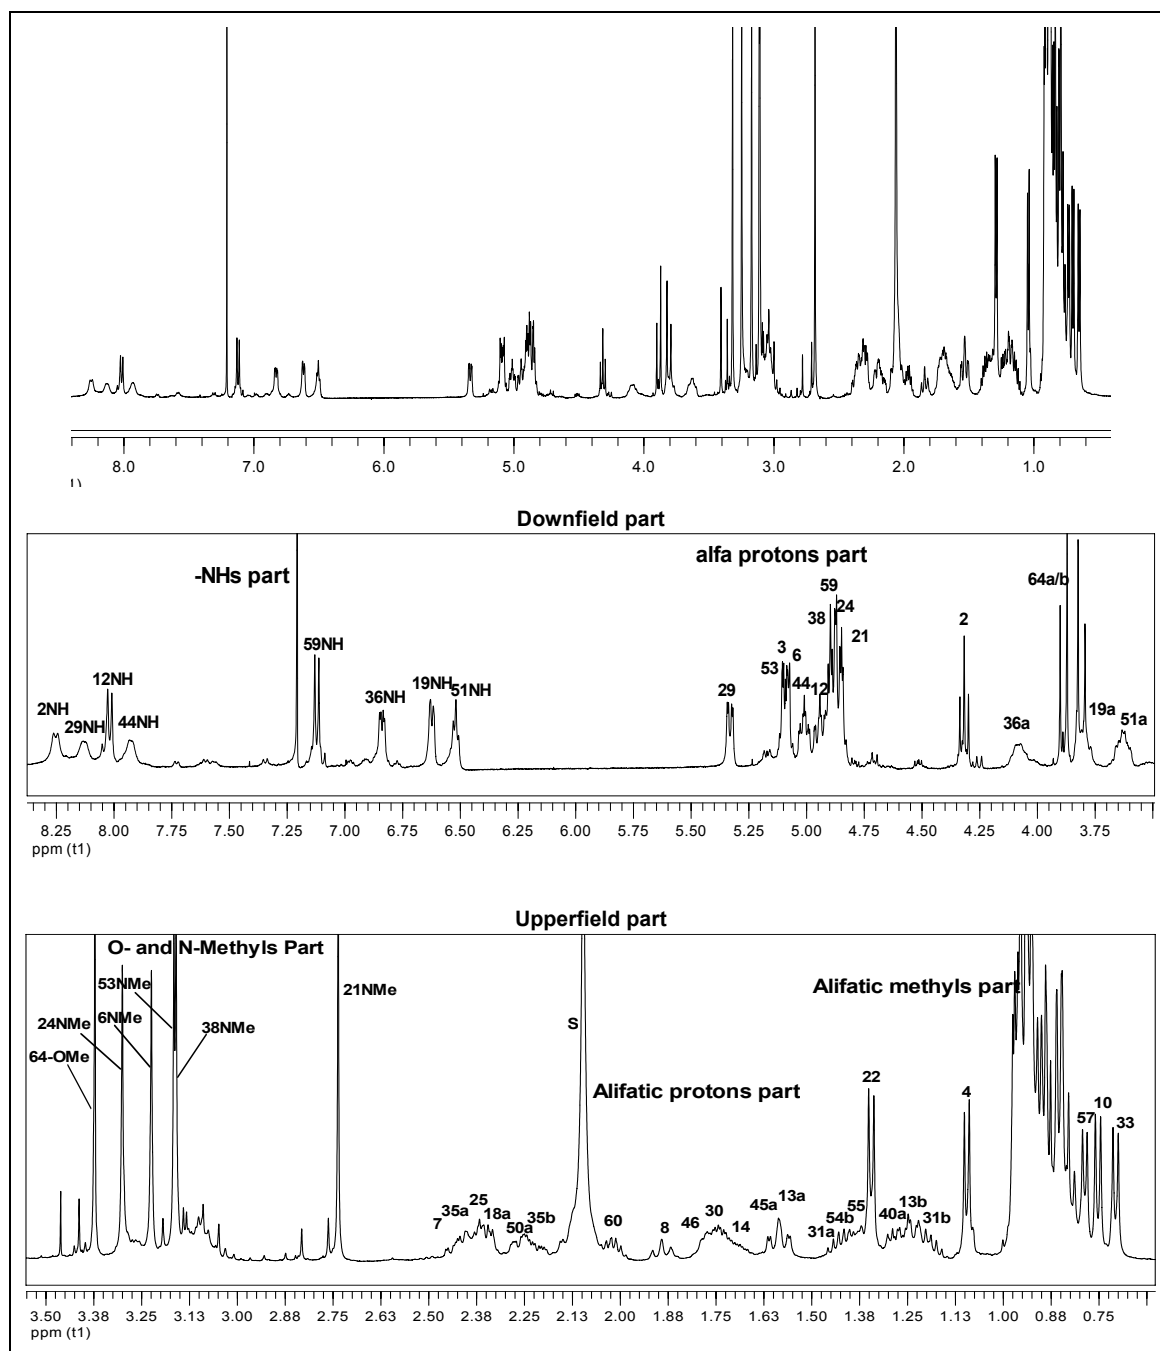 8.0 7.0 6.0 5.0 4.0 3.0 2.0 1.0
Downfield part
-NHs part
alfa protons part
2NH
29NH
12NH
44NH
59NH
36NH
19NH
51NH
29
53
3
6
44
12
38
59
24
21
2
36a
64a/b
19a
51a
8.25 8.00 7.75 7.50 7.25 7.00 6.75 6.50 6.25 6.00 5.75 5.50 5.25 5.00 4.75 4.50 4.25 4.00 3.75
ppm (t1)
Upperfield part
O- and N-Methyls Part
53NMe
24NMe
6NMe
64-OMe
38NMe
21NMe
S
Alifatic methyls part
Alifatic protons part
7
35a
25
18a
50a
35b
60
8
46
30
14
45a
13a
31a
54b
55
22
40a
13b
31b
4
57
10
33
3.50 3.38 3.25 3.13 3.00 2.88 2.75 2.63 2.50 2.38 2.25 2.13 2.00 1.88 1.75 1.63 1.50 1.38 1.25 1.13 1.00 0.88 0.75
ppm (t1)